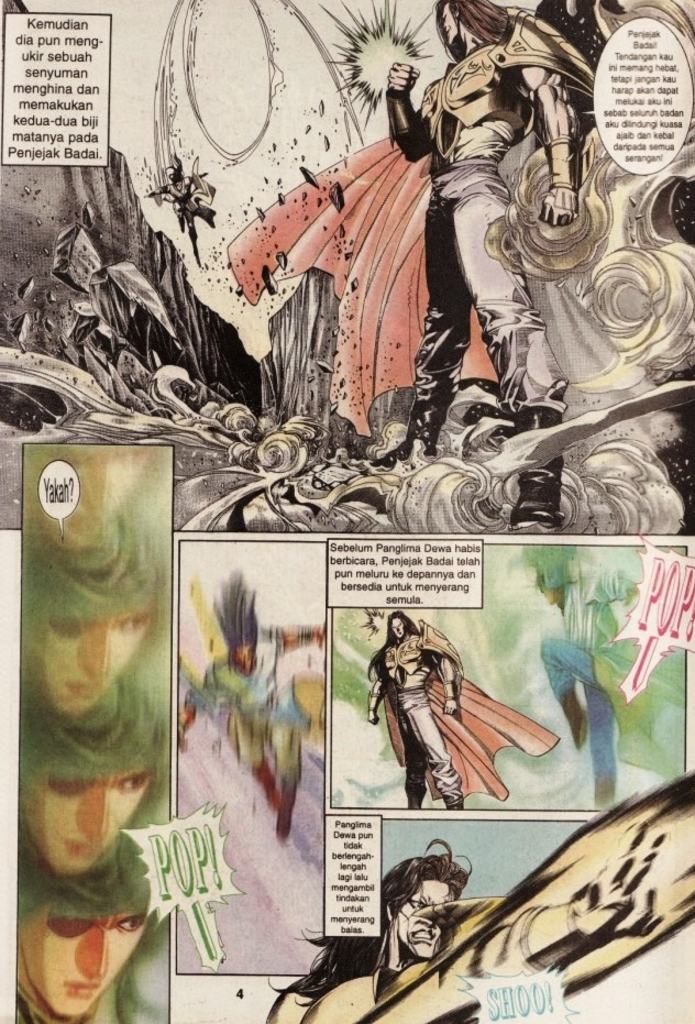 Kemudian
dia pun meng-
ukir sebuah
senyuman
menghina dan
memakukan
kedua-dua biji
matanya pada
Penjejak Badai.
Penjejak
Badai!
Tendangan kau
ini memang hebat,
tetapi jangan kau
harap akan dapat
melukai aku ini
sebab seluruh badan
aku dilindungi kuasa
ajaib dan kebal
daripada semua
serangan!
Yakah?
POP!
Sebelum Panglima Dewa habis
berbicara, Penjejak Badai telah
pun meluru ke depannya dan
bersedia untuk menyerang
semula.
POP!
Panglima
Dewa pun
tidak
berlengah-
lengah
lagi lalu
mengambil
tindakan
untuk
menyerang
balas.
SHOO!
4